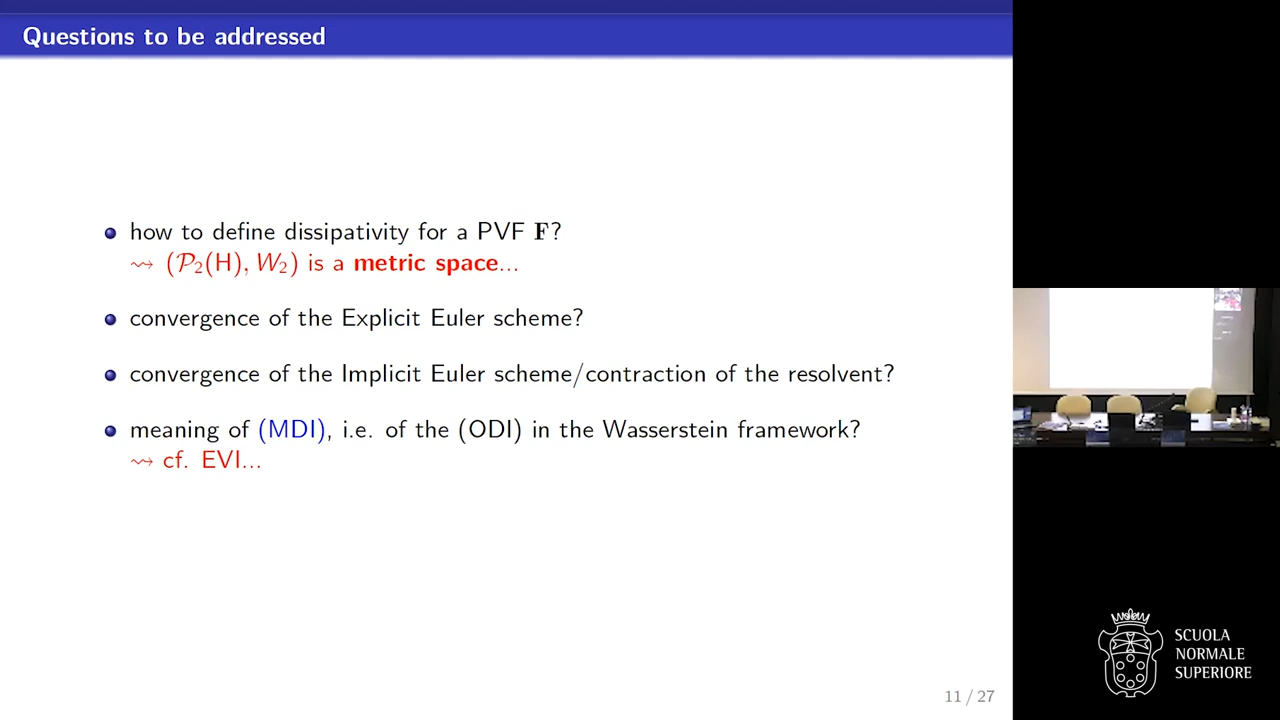 Questions to be addressed
how to define dissipativity for a PVF F?
⇝ (𝒫₂(H), W₂) is a metric space...
convergence of the Explicit Euler scheme?
convergence of the Implicit Euler scheme/contraction of the resolvent?
meaning of (MDI), i.e. of the (ODI) in the Wasserstein framework?
⇝ cf. EVI...
11 / 27
SCUOLA
NORMALE
SUPERIORE